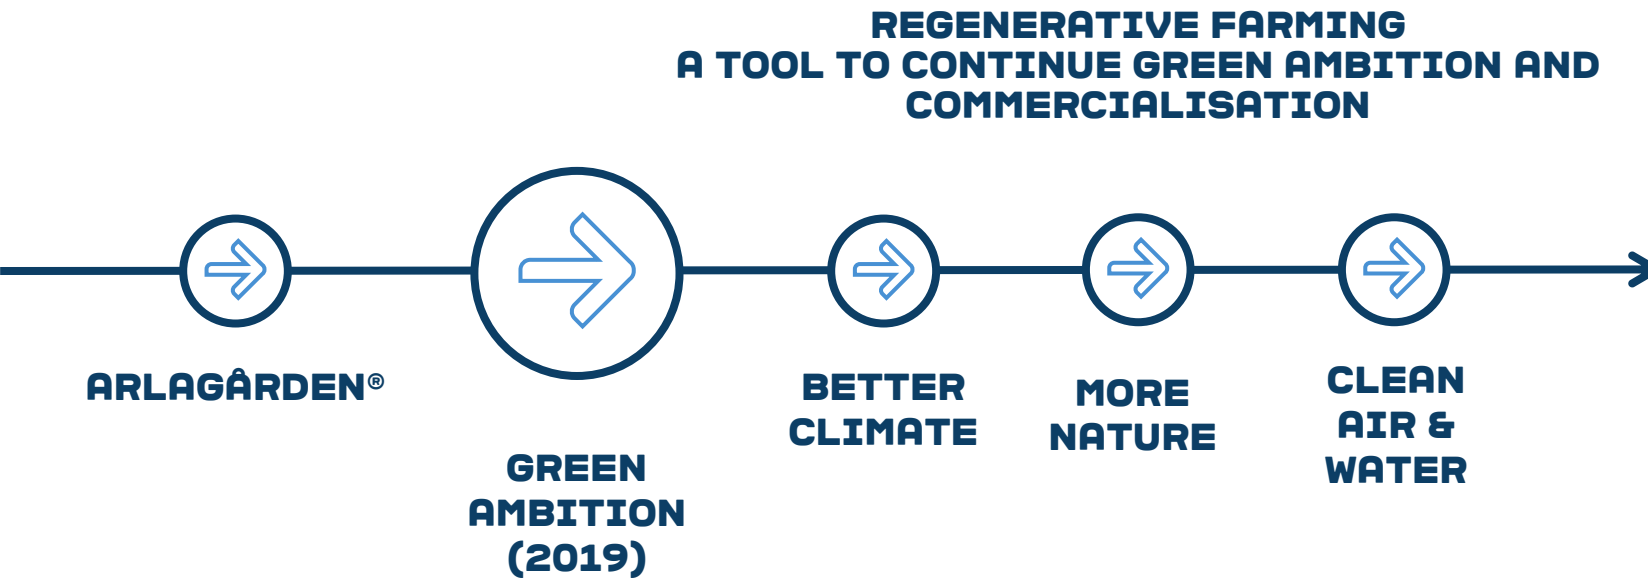 REGENERATIVE FARMING
A TOOL TO CONTINUE GREEN AMBITION AND
COMMERCIALISATION
ARLAGÅRDEN®
GREEN
AMBITION
(2019)
BETTER
CLIMATE
MORE
NATURE
CLEAN
AIR &
WATER